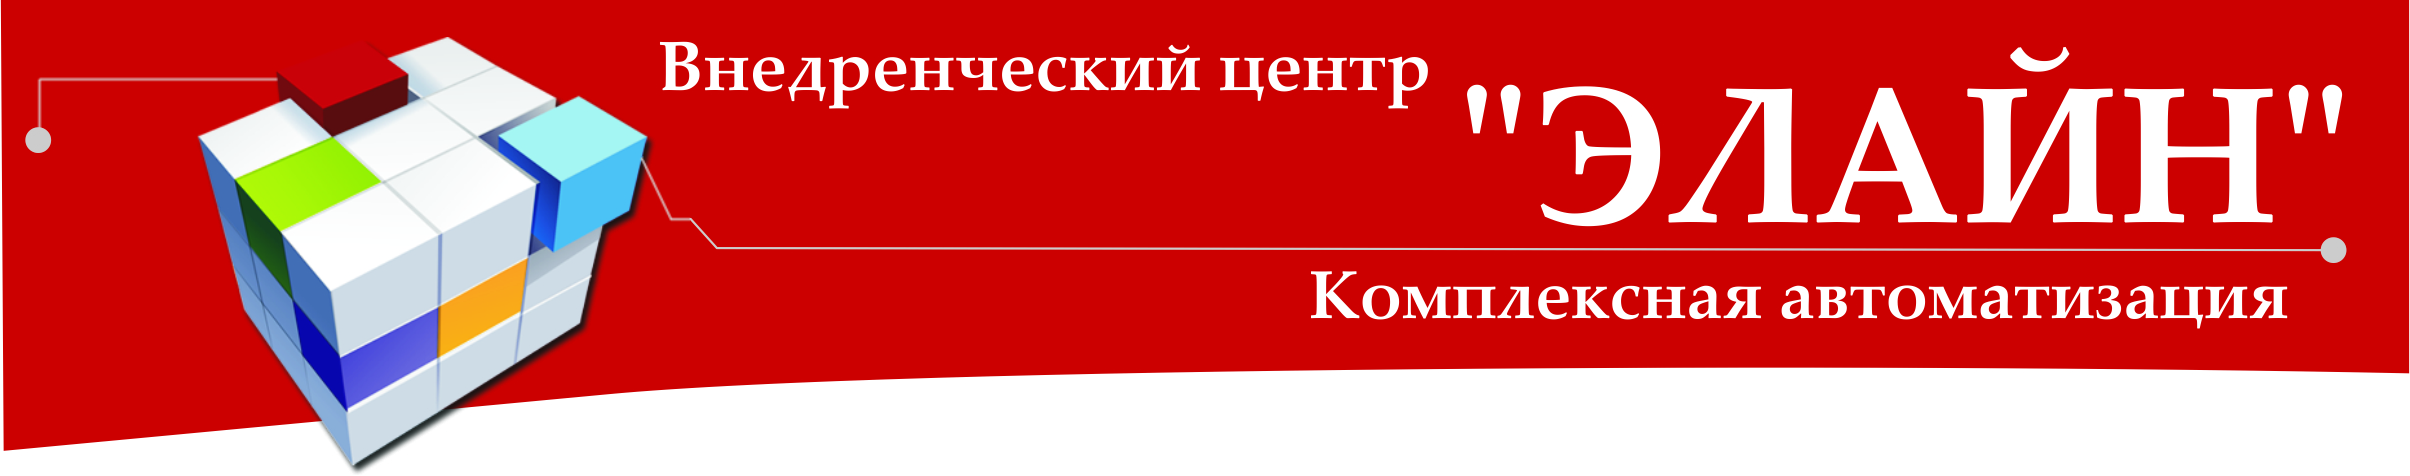 Внедренческий центр
"ЭЛАЙН"
Комплексная автоматизация